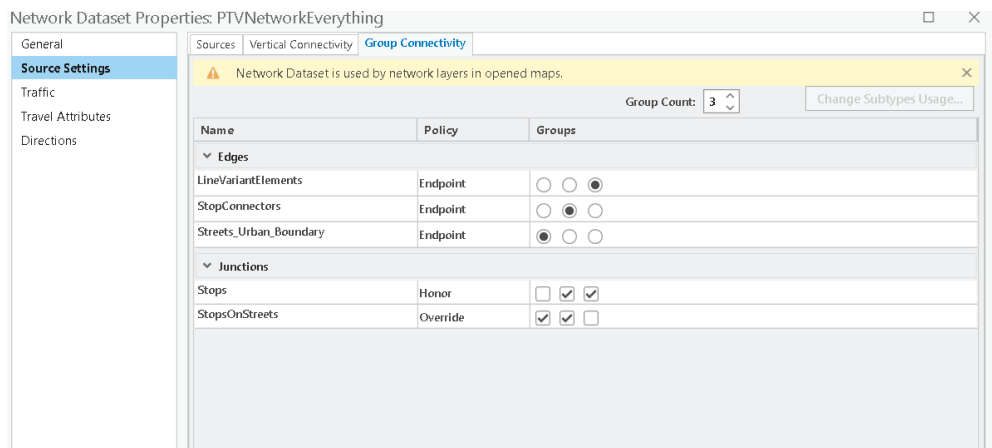 Network Dataset Properties: PTVNetworkEverything
General
Source Settings
Traffic
Travel Attributes
Directions
Sources Vertical Connectivity Group Connectivity
Network Dataset is used by network layers in opened maps.
Group Count: 3 Change Subtypes Usage...
Name Policy Groups
Edges
LineVariantElements Endpoint
StopConnectors Endpoint
Streets_Urban_Boundary Endpoint
Junctions
Stops Honor
StopsOnStreets Override